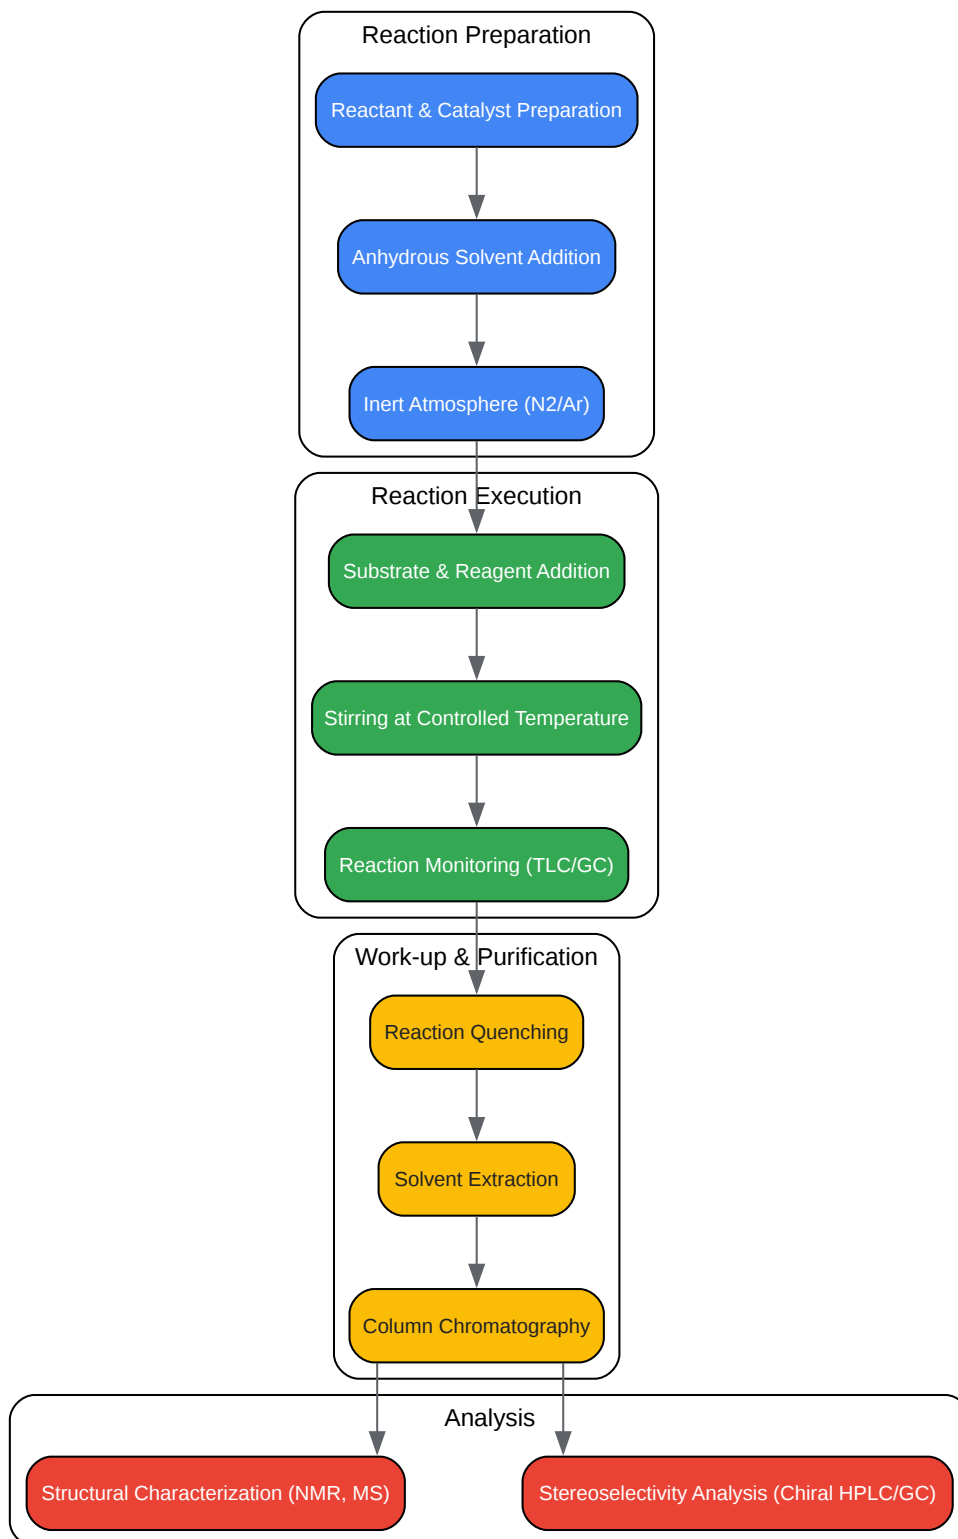 Reaction Preparation
Reactant & Catalyst Preparation
Anhydrous Solvent Addition
Inert Atmosphere (N2/Ar)
Reaction Execution
Substrate & Reagent Addition
Stirring at Controlled Temperature
Reaction Monitoring (TLC/GC)
Work-up & Purification
Reaction Quenching
Solvent Extraction
Column Chromatography
Analysis
Structural Characterization (NMR, MS)
Stereoselectivity Analysis (Chiral HPLC/GC)